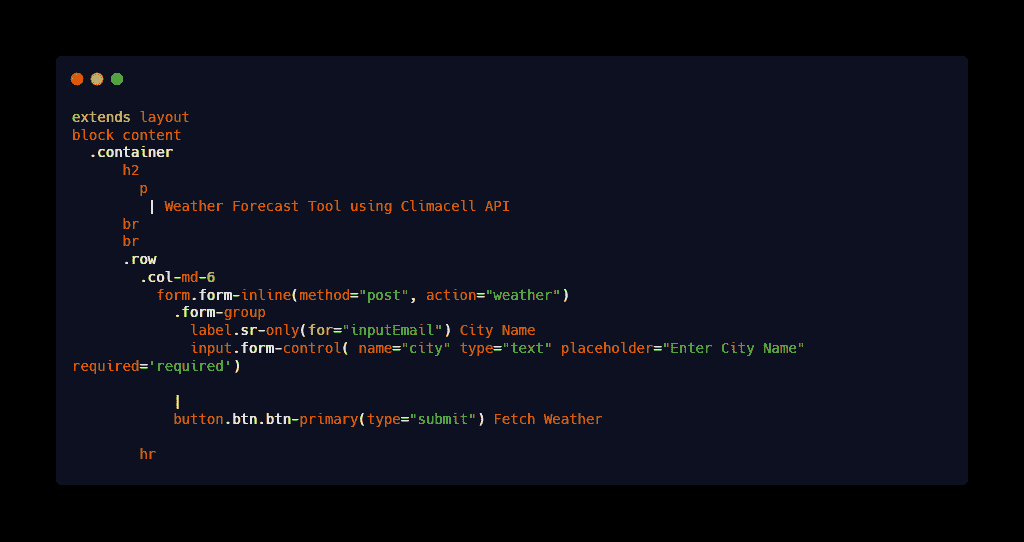 extends layout
block content
  .container
      h2
        p
         | Weather Forecast Tool using Climacell API
      br
      br
      .row
        .col-md-6
          form.form-inline(method="post", action="weather")
            .form-group
              label.sr-only(for="inputEmail") City Name
              input.form-control( name="city" type="text" placeholder="Enter City Name"
required='required')
            |
            button.btn.btn-primary(type="submit") Fetch Weather
        hr